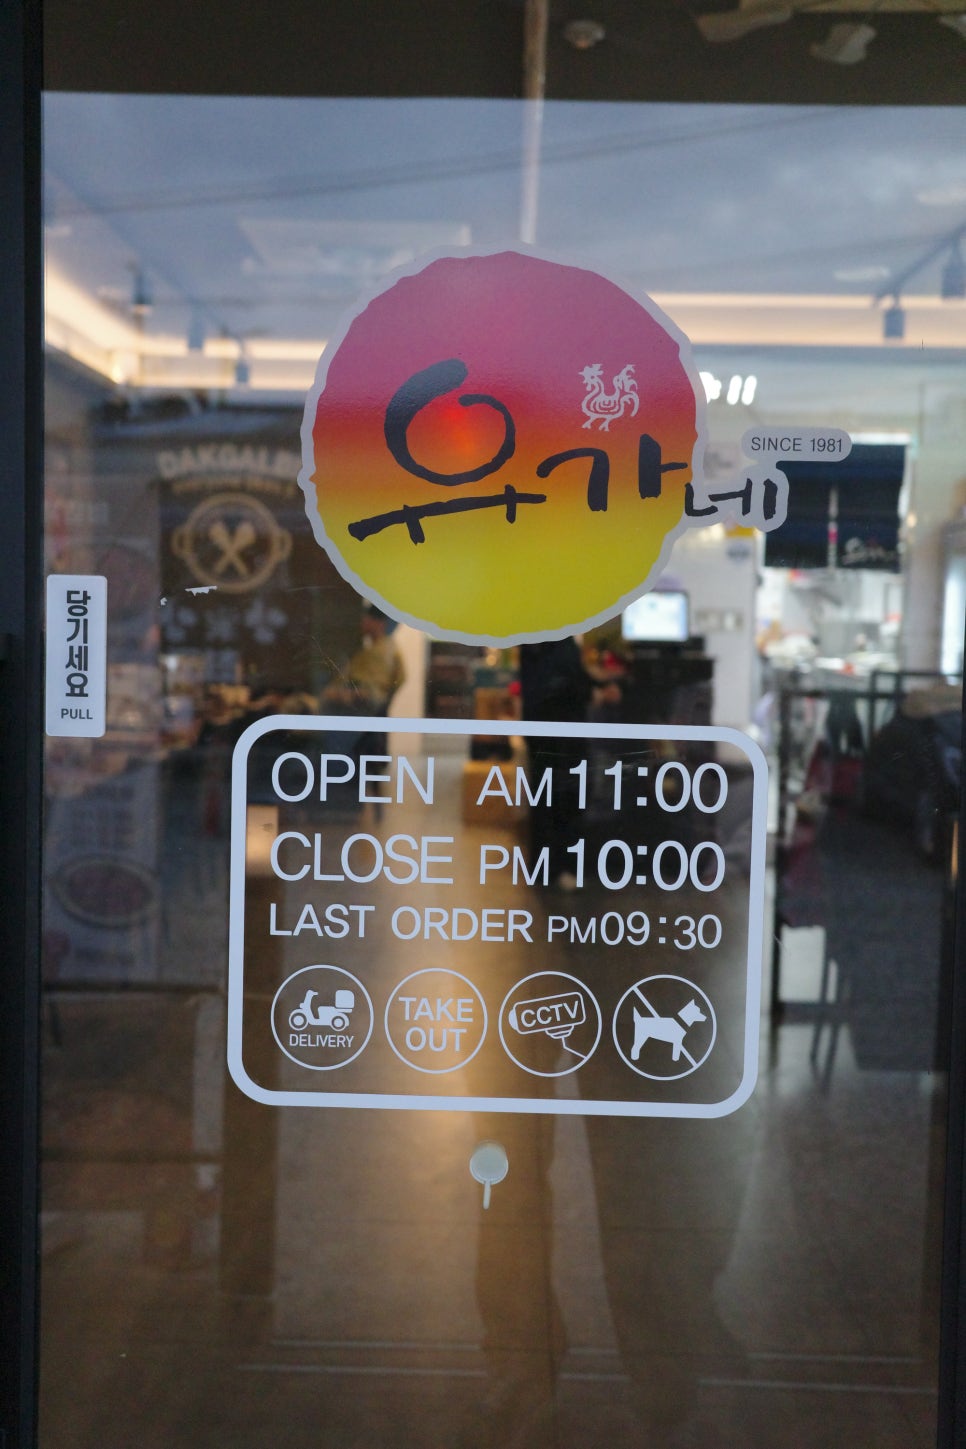 유가네
SINCE 1981
DAKGALBI
당기세요
PULL
OPEN AM 11:00
CLOSE PM 10:00
LAST ORDER PM 09:30
DELIVERY
TAKE
OUT
CCTV